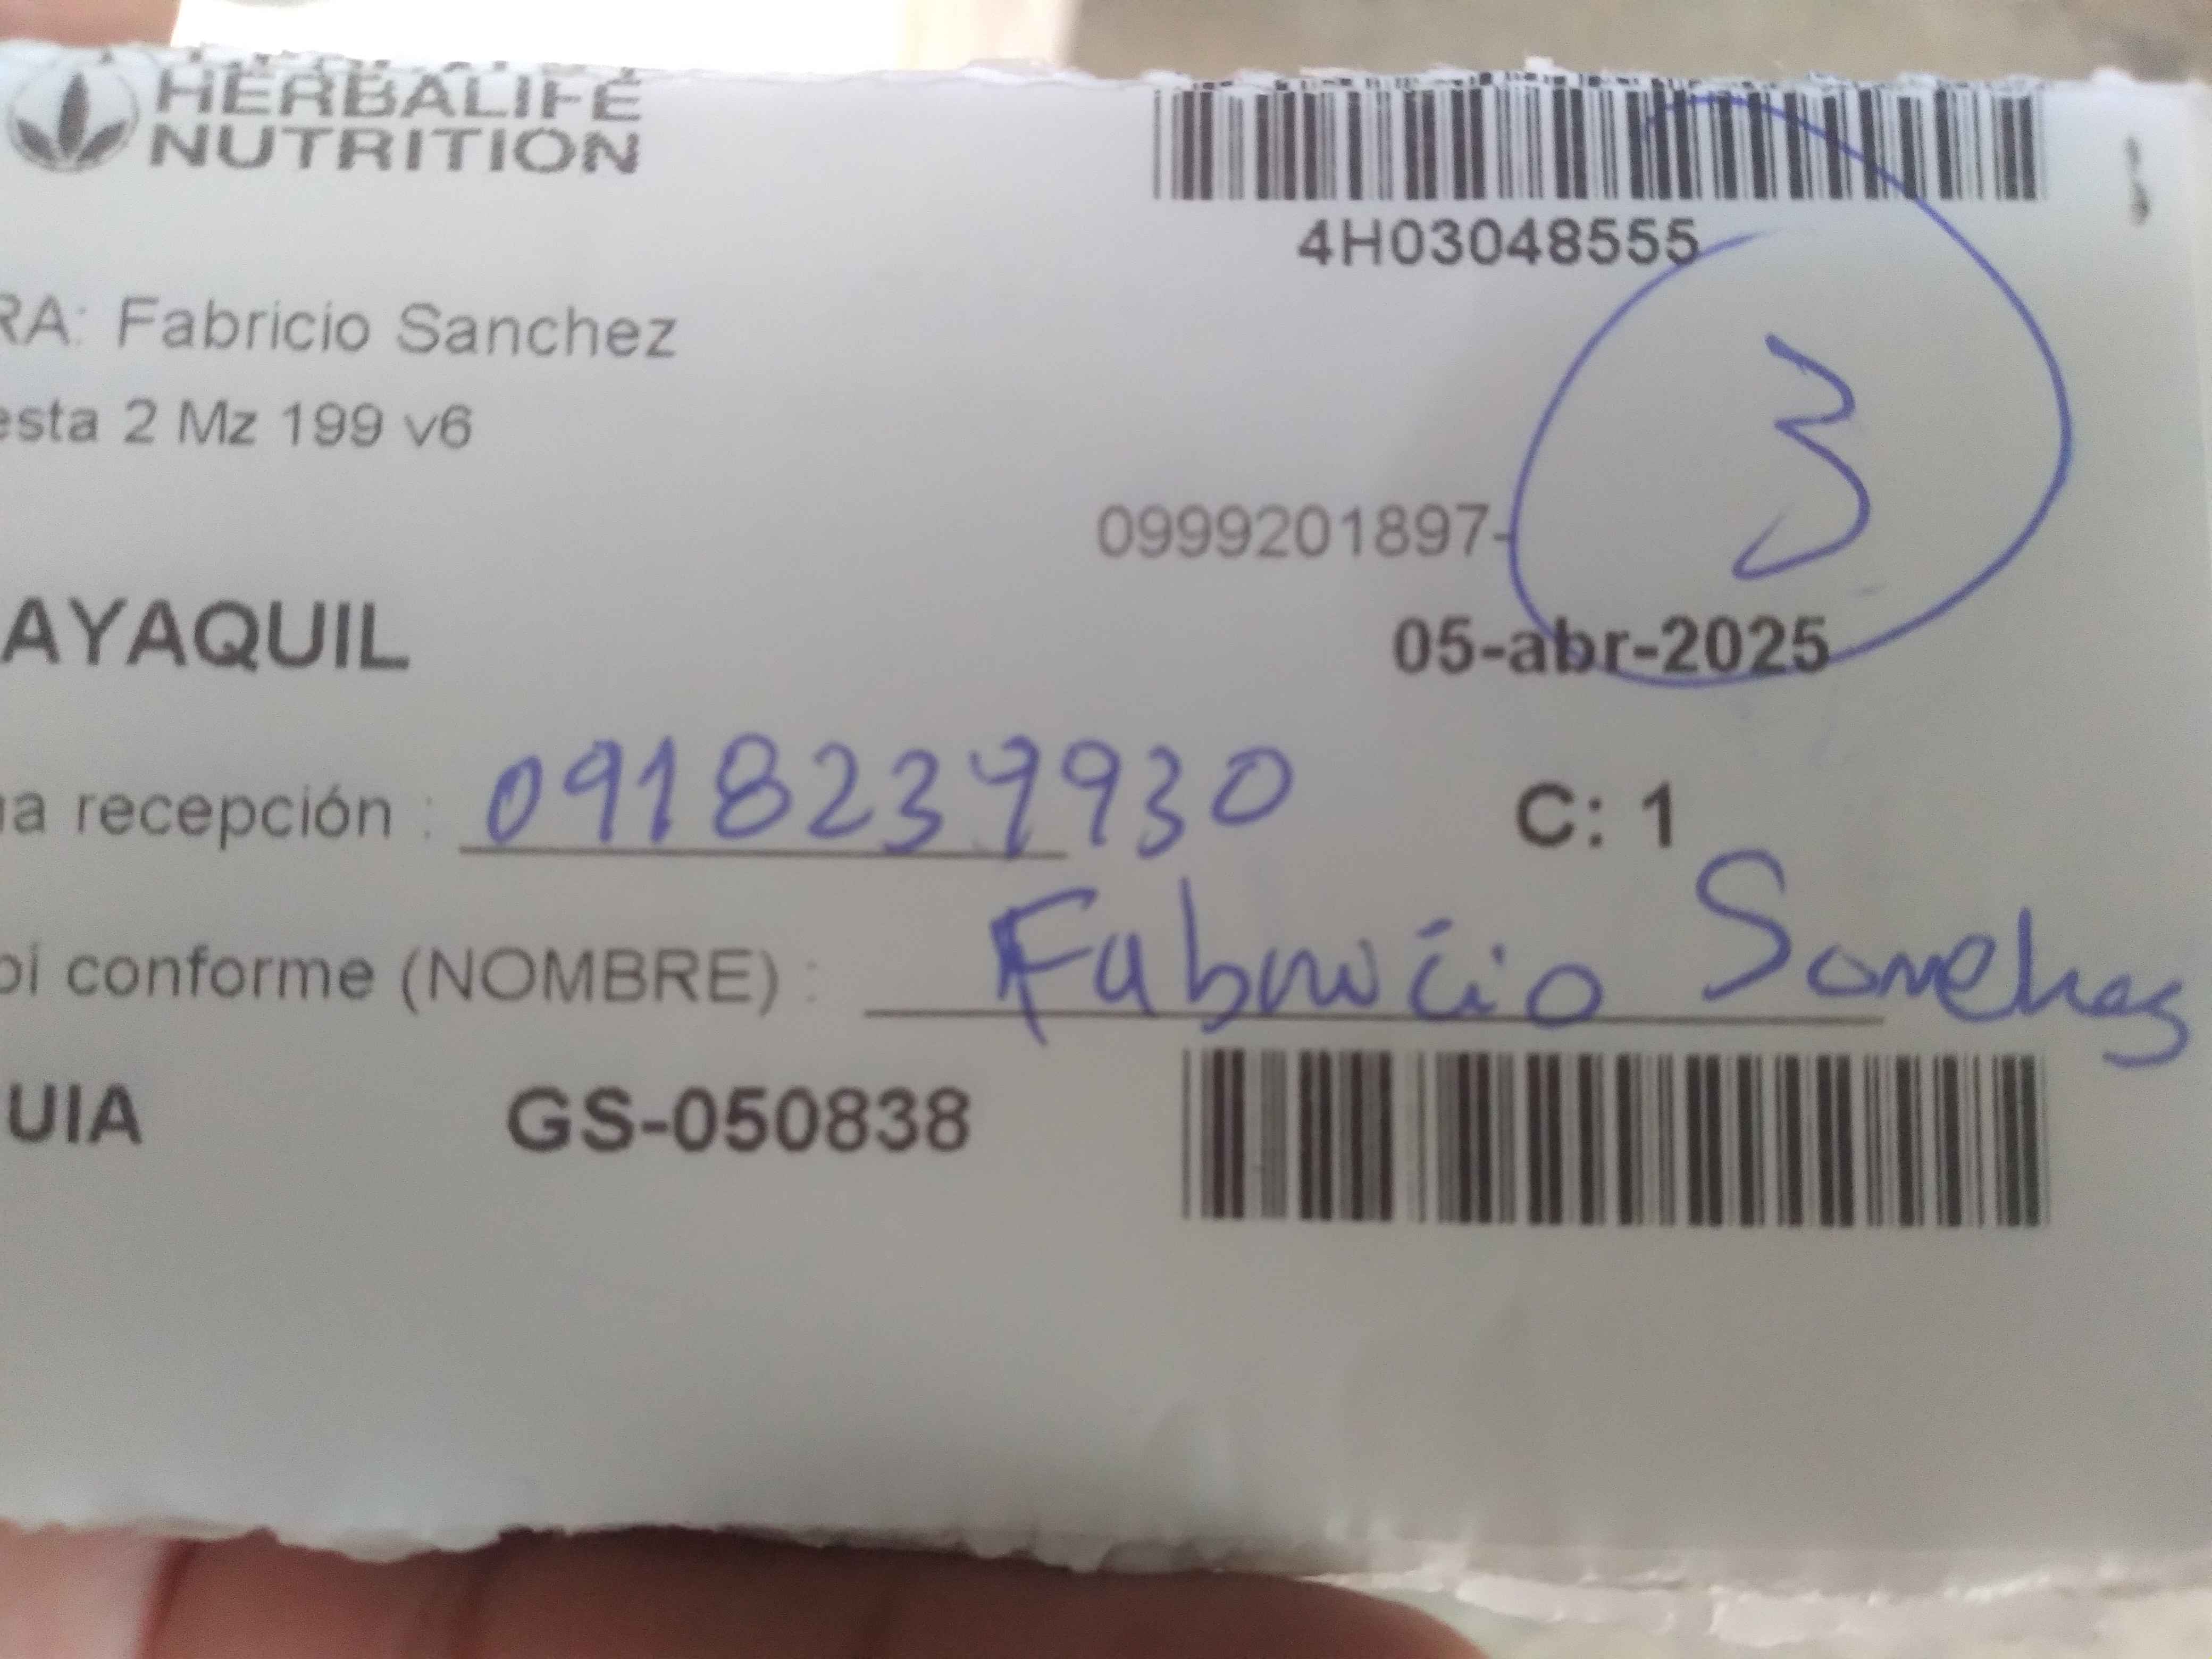 HERBALIFE
NUTRITION
4H03048555
RA: Fabricio Sanchez
esta 2 Mz 199 v6
3
0999201897-
AYAQUIL
05-abr-2025
a recepción : 0918239930
C: 1
bi conforme (NOMBRE) : Fabricio Sanchez
UIA GS-050838